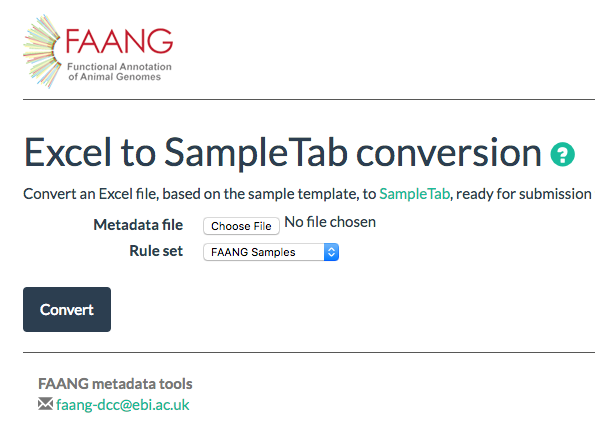 FAANG
Functional Annotation
of Animal Genomes
Excel to SampleTab conversion ?
Convert an Excel file, based on the sample template, to SampleTab, ready for submission
Metadata file Choose File No file chosen
Rule set FAANG Samples
Convert
FAANG metadata tools
faang-dcc@ebi.ac.uk